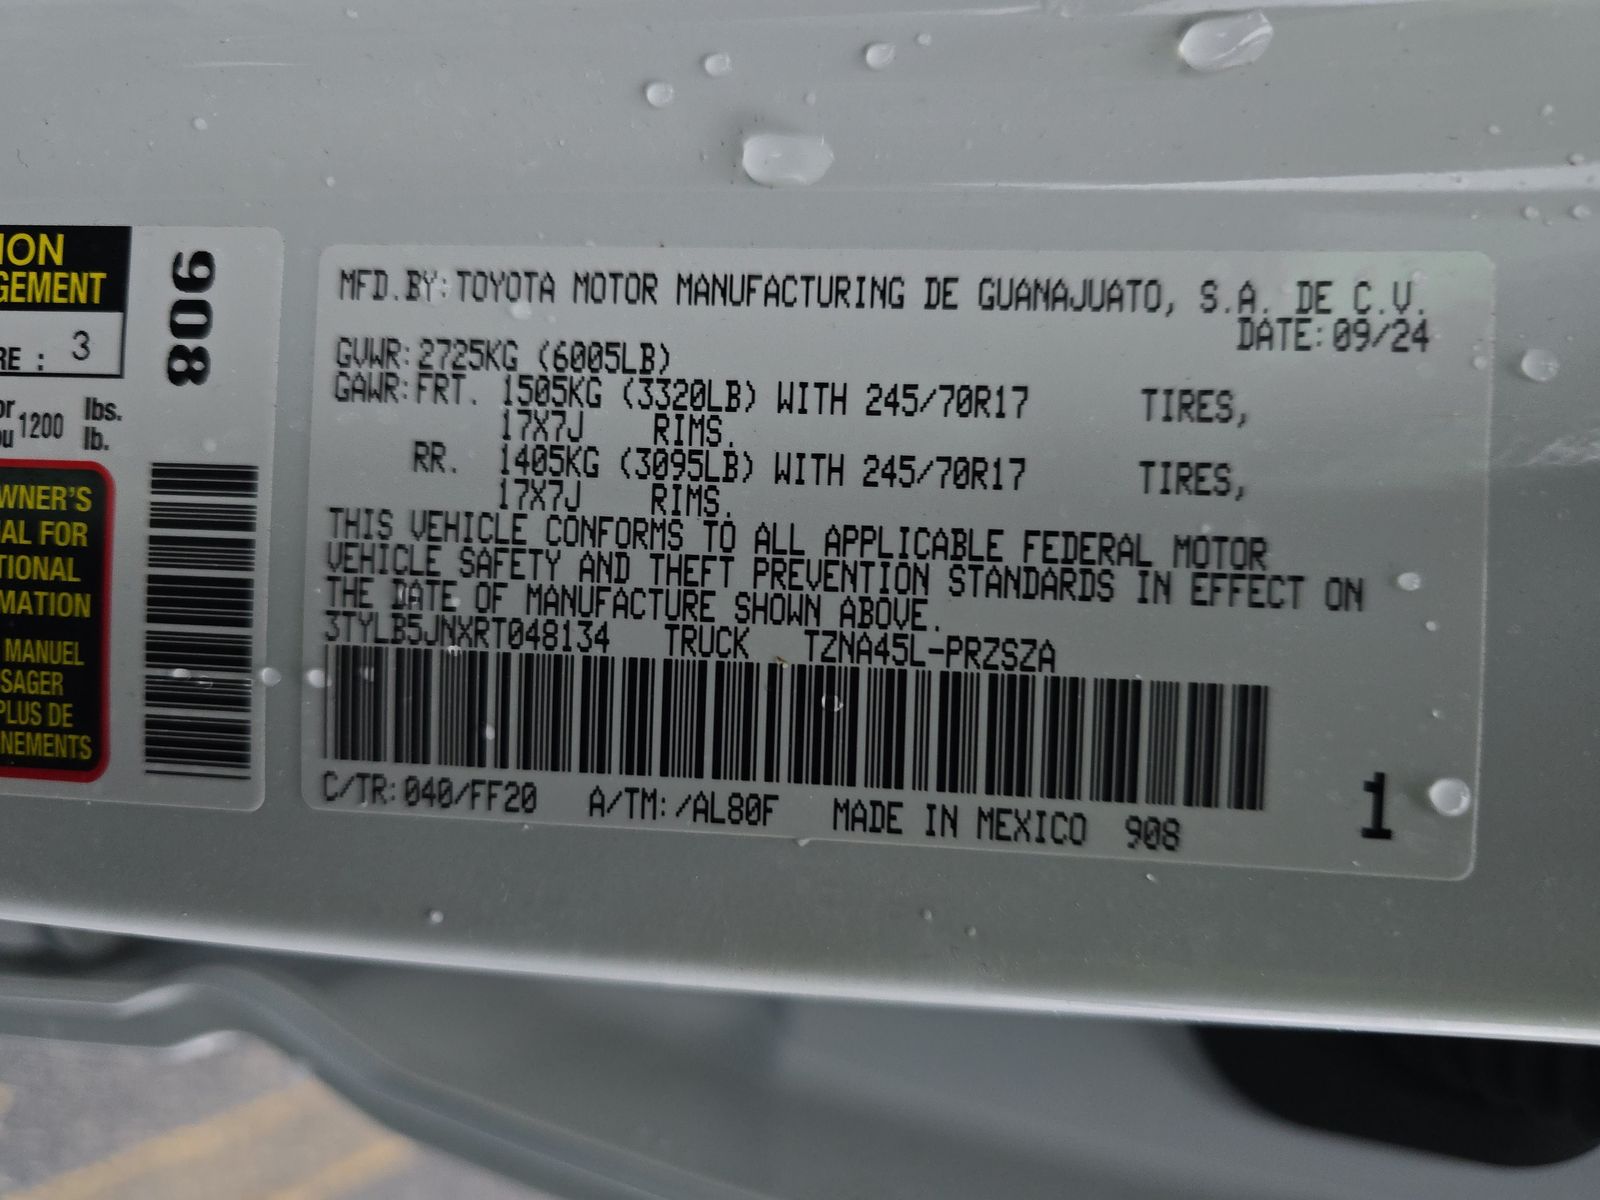 ION
GEMENT
RE : 3
or 1200 lbs.
ou lb.
WNER'S
AL FOR
TIONAL
MATION
MANUEL
SAGER
PLUS DE
NEMENTS
908
MFD.BY:TOYOTA MOTOR MANUFACTURING DE GUANAJUATO, S.A. DE C.V.
DATE:09/24
GVWR:2725KG (6005LB)
GAWR:FRT. 1505KG (3320LB) WITH 245/70R17 TIRES,
17X7J RIMS.
RR. 1405KG (3095LB) WITH 245/70R17 TIRES,
17X7J RIMS.
THIS VEHICLE CONFORMS TO ALL APPLICABLE FEDERAL MOTOR
VEHICLE SAFETY AND THEFT PREVENTION STANDARDS IN EFFECT ON
THE DATE OF MANUFACTURE SHOWN ABOVE.
3TYLB5JNXRT048134 TRUCK TZNA45L-PRZSZA
C/TR:040/FF20 A/TM:/AL80F MADE IN MEXICO 908
1